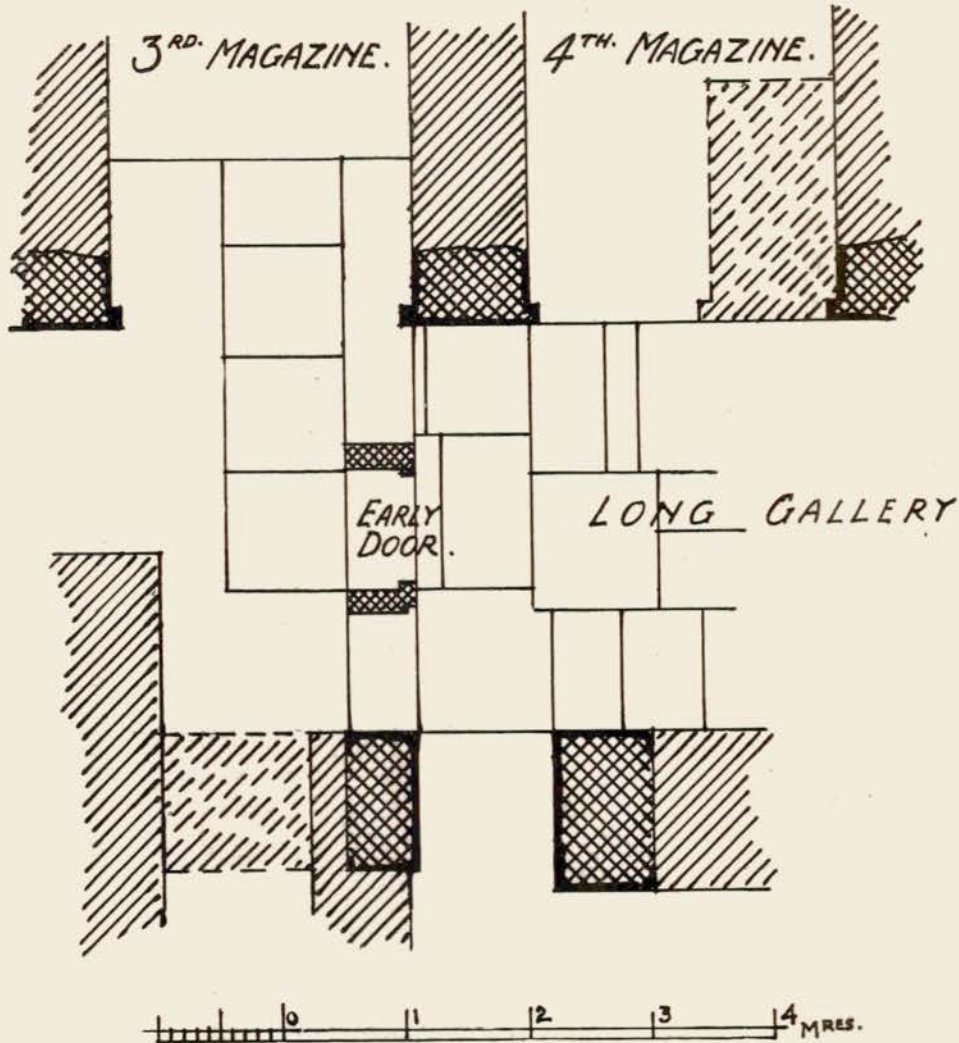 3RD. MAGAZINE.
4TH. MAGAZINE.
EARLY
DOOR.
LONG GALLERY
0 1 2 3 4 MRES.